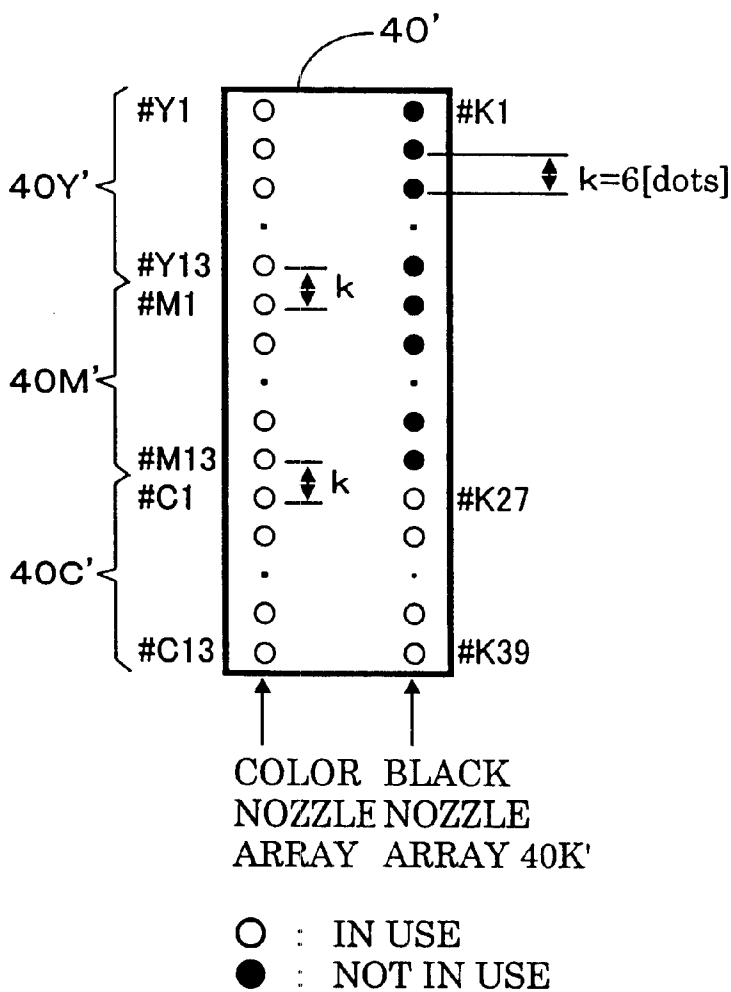 40'
#Y1 #K1
40Y' k=6[dots]
#Y13 k
#M1
40M'
#M13 k
#C1 #K27
40C'
#C13 #K39
COLOR BLACK
NOZZLE NOZZLE
ARRAY ARRAY 40K'
○ : IN USE
● : NOT IN USE